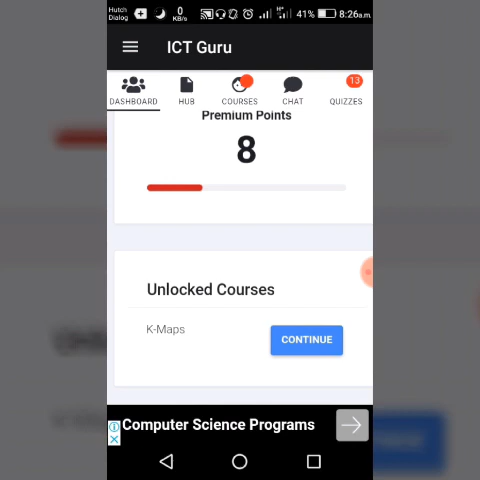 Hutch
Dialog
0
KB/s
H+
41%
8:26a.m.
ICT Guru
13
DASHBOARD
HUB
COURSES
CHAT
QUIZZES
Premium Points
8
Unlocked Courses
K-Maps
CONTINUE
Computer Science Programs